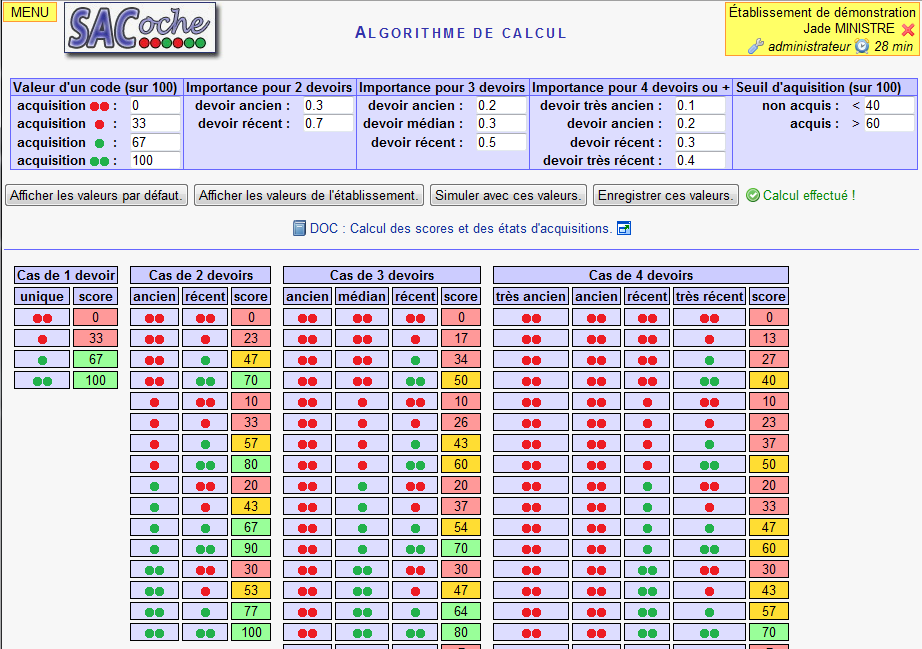 MENU
SACoche
ALGORITHME DE CALCUL
Établissement de démonstration
Jade MINISTRE
administrateur 28 min
Valeur d'un code (sur 100) Importance pour 2 devoirs Importance pour 3 devoirs Importance pour 4 devoirs ou + Seuil d'aquisition (sur 100)
acquisition : 0 devoir ancien : 0.3 devoir ancien : 0.2 devoir très ancien : 0.1 non acquis : < 40
acquisition : 33 devoir récent : 0.7 devoir médian : 0.3 devoir ancien : 0.2 acquis : > 60
acquisition : 67 devoir récent : 0.5 devoir récent : 0.3
acquisition : 100 devoir très récent : 0.4
Afficher les valeurs par défaut. Afficher les valeurs de l'établissement. Simuler avec ces valeurs. Enregistrer ces valeurs. Calcul effectué !
DOC : Calcul des scores et des états d'acquisitions.
Cas de 1 devoir Cas de 2 devoirs Cas de 3 devoirs Cas de 4 devoirs
unique score ancien récent score ancien médian récent score très ancien ancien récent très récent score
0 0 0 0
33 23 17 13
67 47 34 27
100 70 50 40
10 10 10
33 26 23
57 43 37
80 60 50
20 20 20
43 37 33
67 54 47
90 70 60
30 30 30
53 47 43
77 64 57
100 80 70